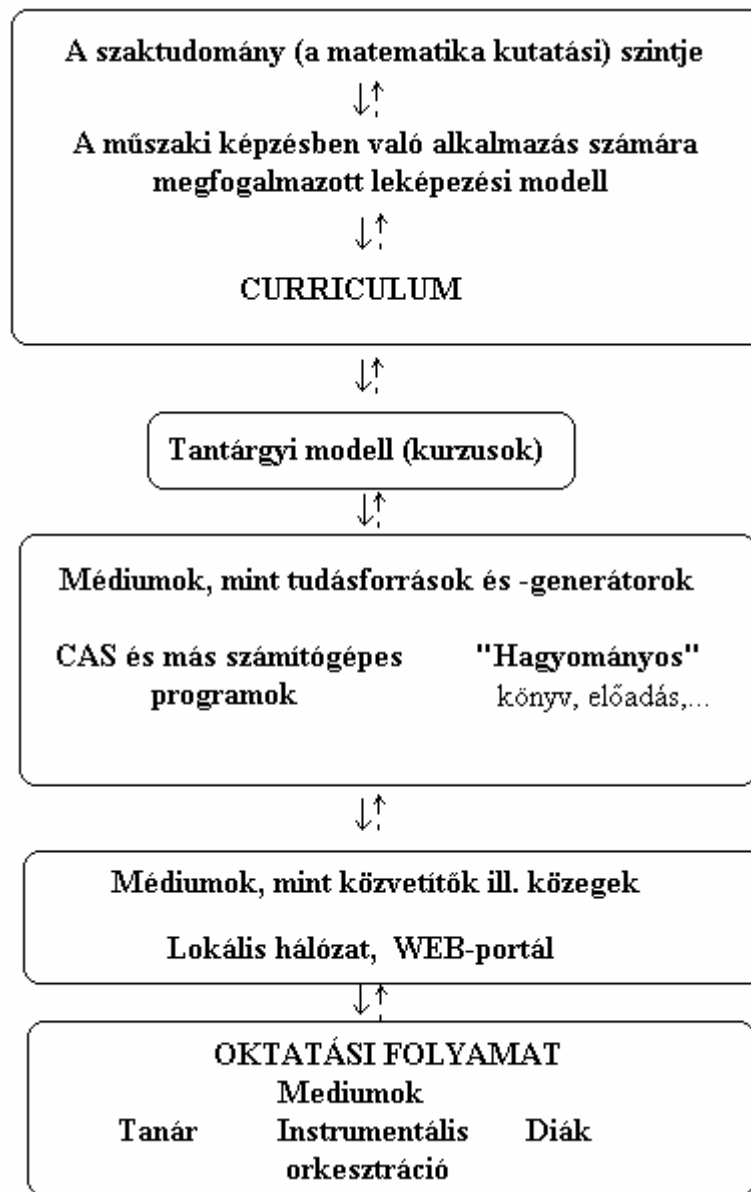 A szaktudomány (a matematika kutatási) szintje
A műszaki képzésben való alkalmazás számára
megfogalmazott leképezési modell
CURRICULUM
Tantárgyi modell (kurzusok)
Médiumok, mint tudásforrások és -generátorok
CAS és más számítógépes programok
"Hagyományos"
könyv, előadás,...
Médiumok, mint közvetítők ill. közegek
Lokális hálózat, WEB-portál
OKTATÁSI FOLYAMAT
Mediumok
Tanár Instrumentális Diák
orkesztráció